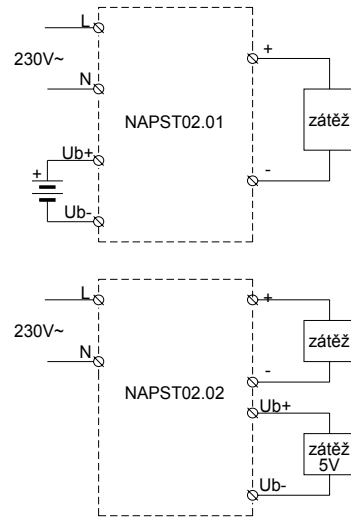 L
+
230V~
N
NAPST02.01
zátěž
Ub+
+
-
Ub-
L
+
230V~
zátěž
N
-
NAPST02.02
Ub+
zátěž
5V
Ub-